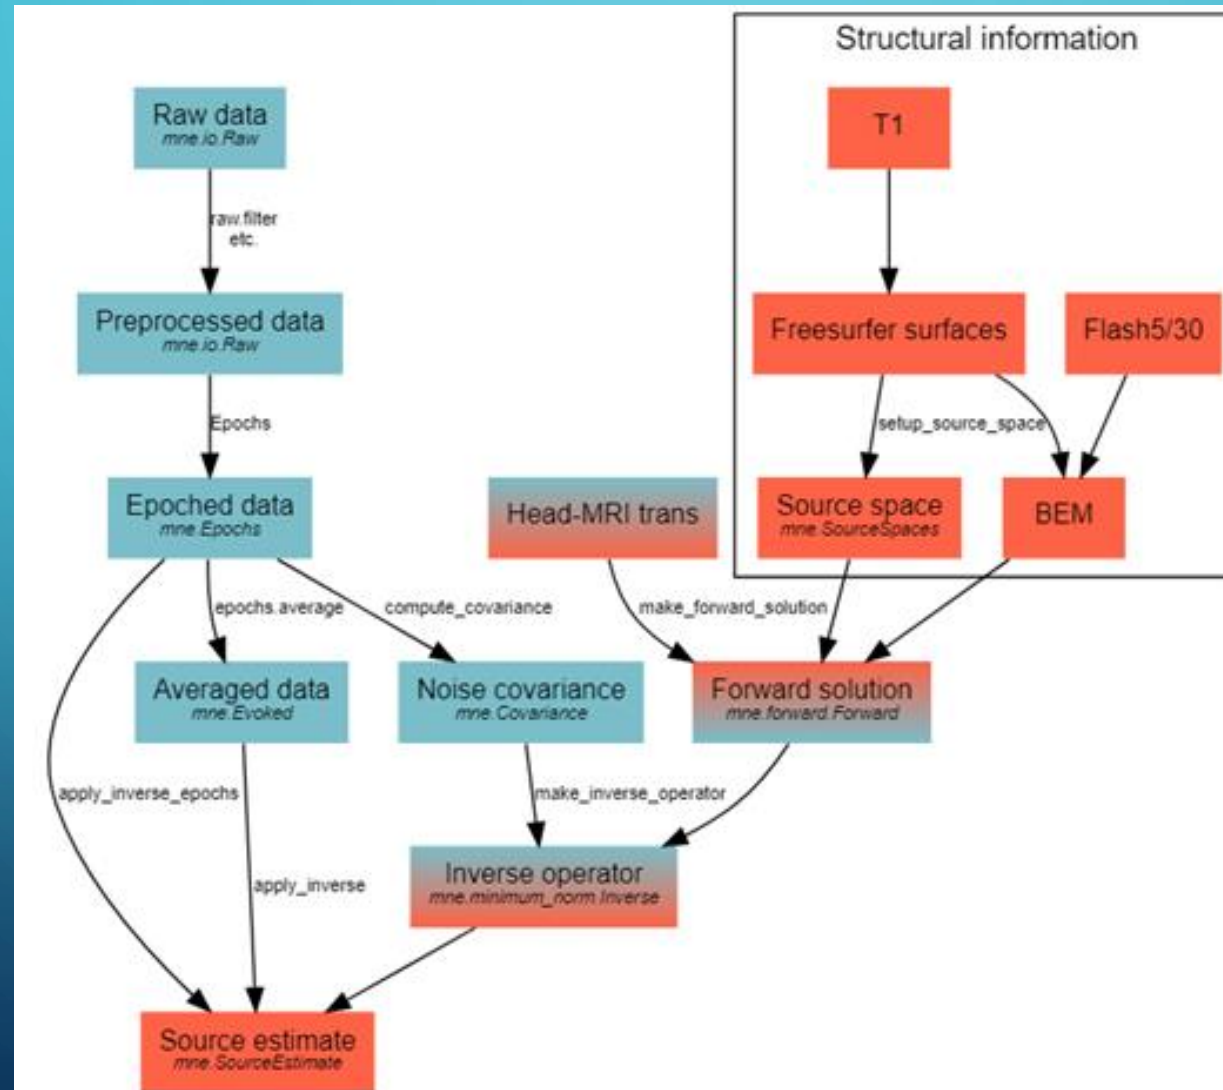 Structural information
Raw data
mne.io.Raw
T1
raw.filter
etc.
Preprocessed data
mne.io.Raw
Freesurfer surfaces
Flash5/30
Epochs
setup_source_space
Epoched data
mne.Epochs
Head-MRI trans
Source space
mne.SourceSpaces
BEM
epochs.average
compute_covariance
make_forward_solution
Averaged data
mne.Evoked
Noise covariance
mne.Covariance
Forward solution
mne.forward.Forward
apply_inverse_epochs
make_inverse_operator
Inverse operator
mne.minimum_norm.Inverse
apply_inverse
Source estimate
mne.SourceEstimate